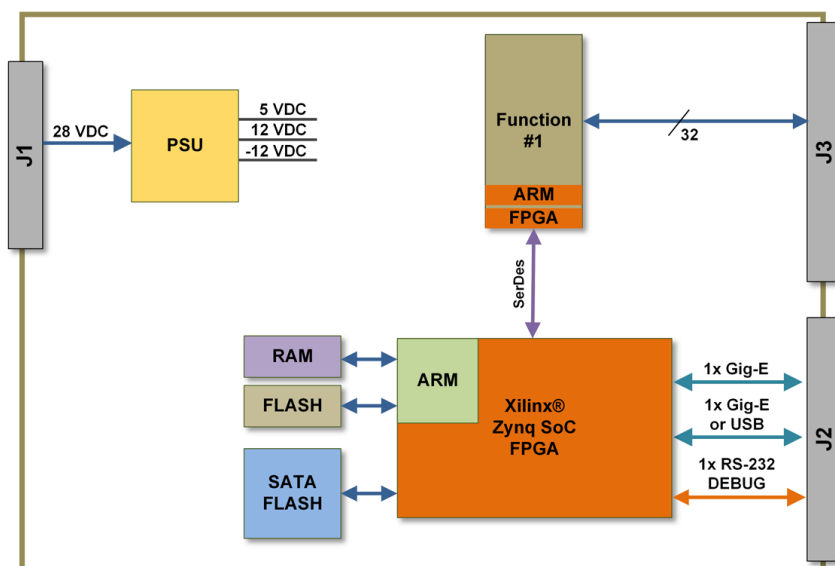 J1
28 VDC
PSU
5 VDC
12 VDC
-12 VDC
Function
#1
ARM
FPGA
32
J3
SerDes
RAM
FLASH
SATA
FLASH
ARM
Xilinx®
Zynq SoC
FPGA
1x Gig-E
1x Gig-E
or USB
1x RS-232
DEBUG
J2